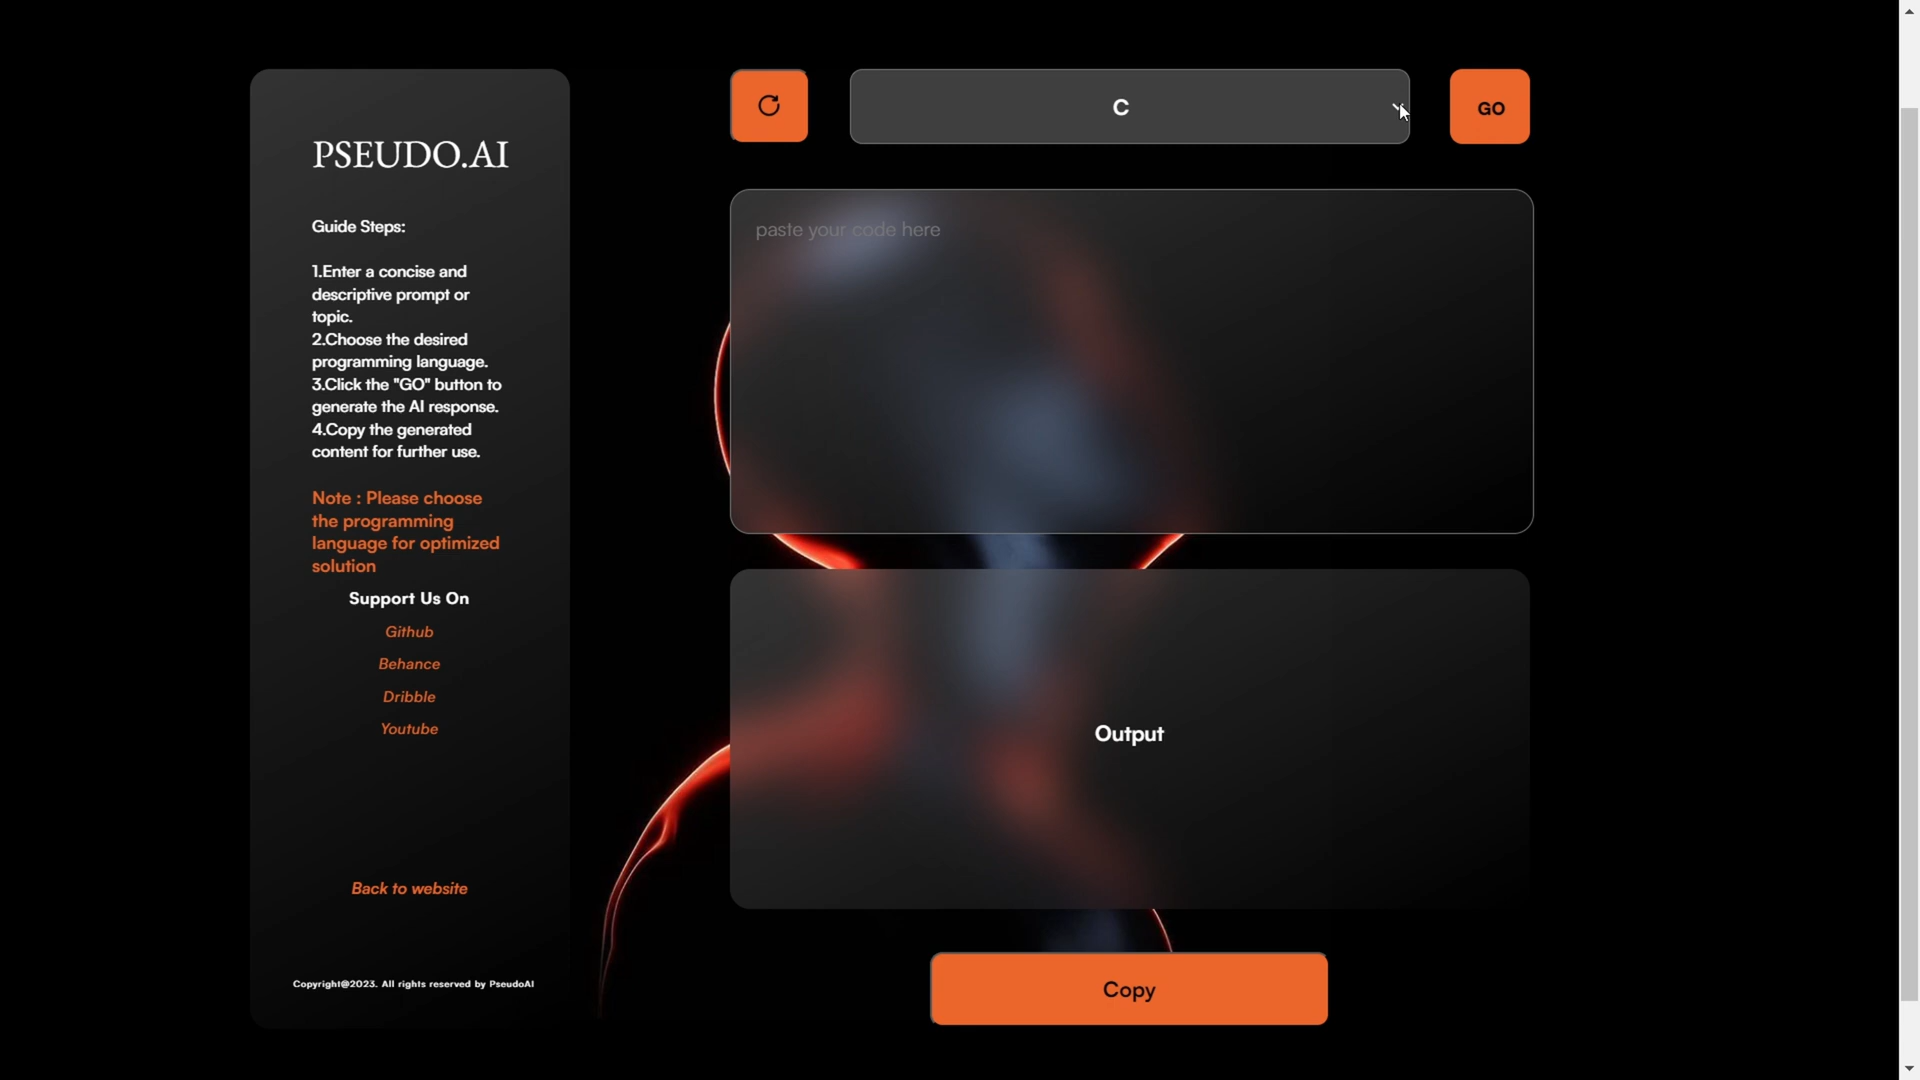 PSEUDO.AI
Guide Steps:
1.Enter a concise and
descriptive prompt or
topic.
2.Choose the desired
programming language.
3.Click the "GO" button to
generate the AI response.
4.Copy the generated
content for further use.
Note : Please choose
the programming
language for optimized
solution
Support Us On
Github
Behance
Dribble
Youtube
Back to website
Copyright@2023. All rights reserved by PseudoAI
C
GO
paste your code here
Output
Copy